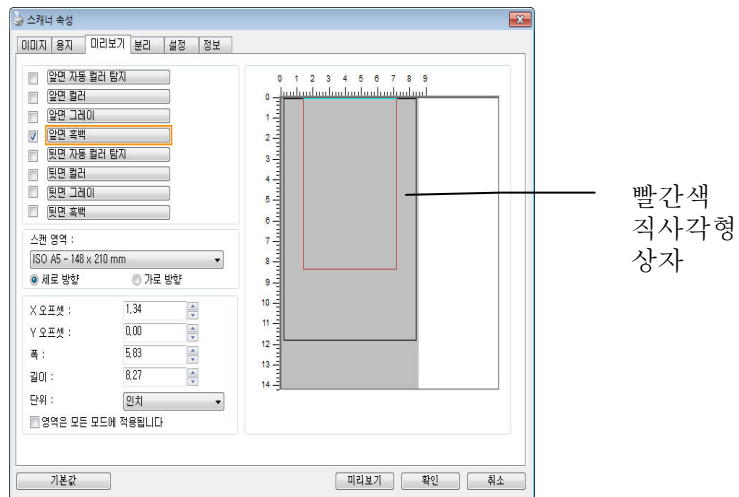 스캐너 속성
이미지 용지 미리보기 분리 설정 정보
앞면 자동 컬러 탐지
앞면 컬러
앞면 그레이
앞면 흑백
뒷면 자동 컬러 탐지
뒷면 컬러
뒷면 그레이
뒷면 흑백
스캔 영역 :
ISO A5 - 148 x 210 mm
세로 방향 가로 방향
X 오프셋 : 1,34
Y 오프셋 : 0,00
폭 : 5,83
길이 : 8,27
단위 : 인치
영역은 모든 모드에 적용됩니다
0 1 2 3 4 5 6 7 8 9
0
1
2
3
4
5
6
7
8
9
10
11
12
13
14
빨간색
직사각형
상자
기본값 미리보기 확인 취소